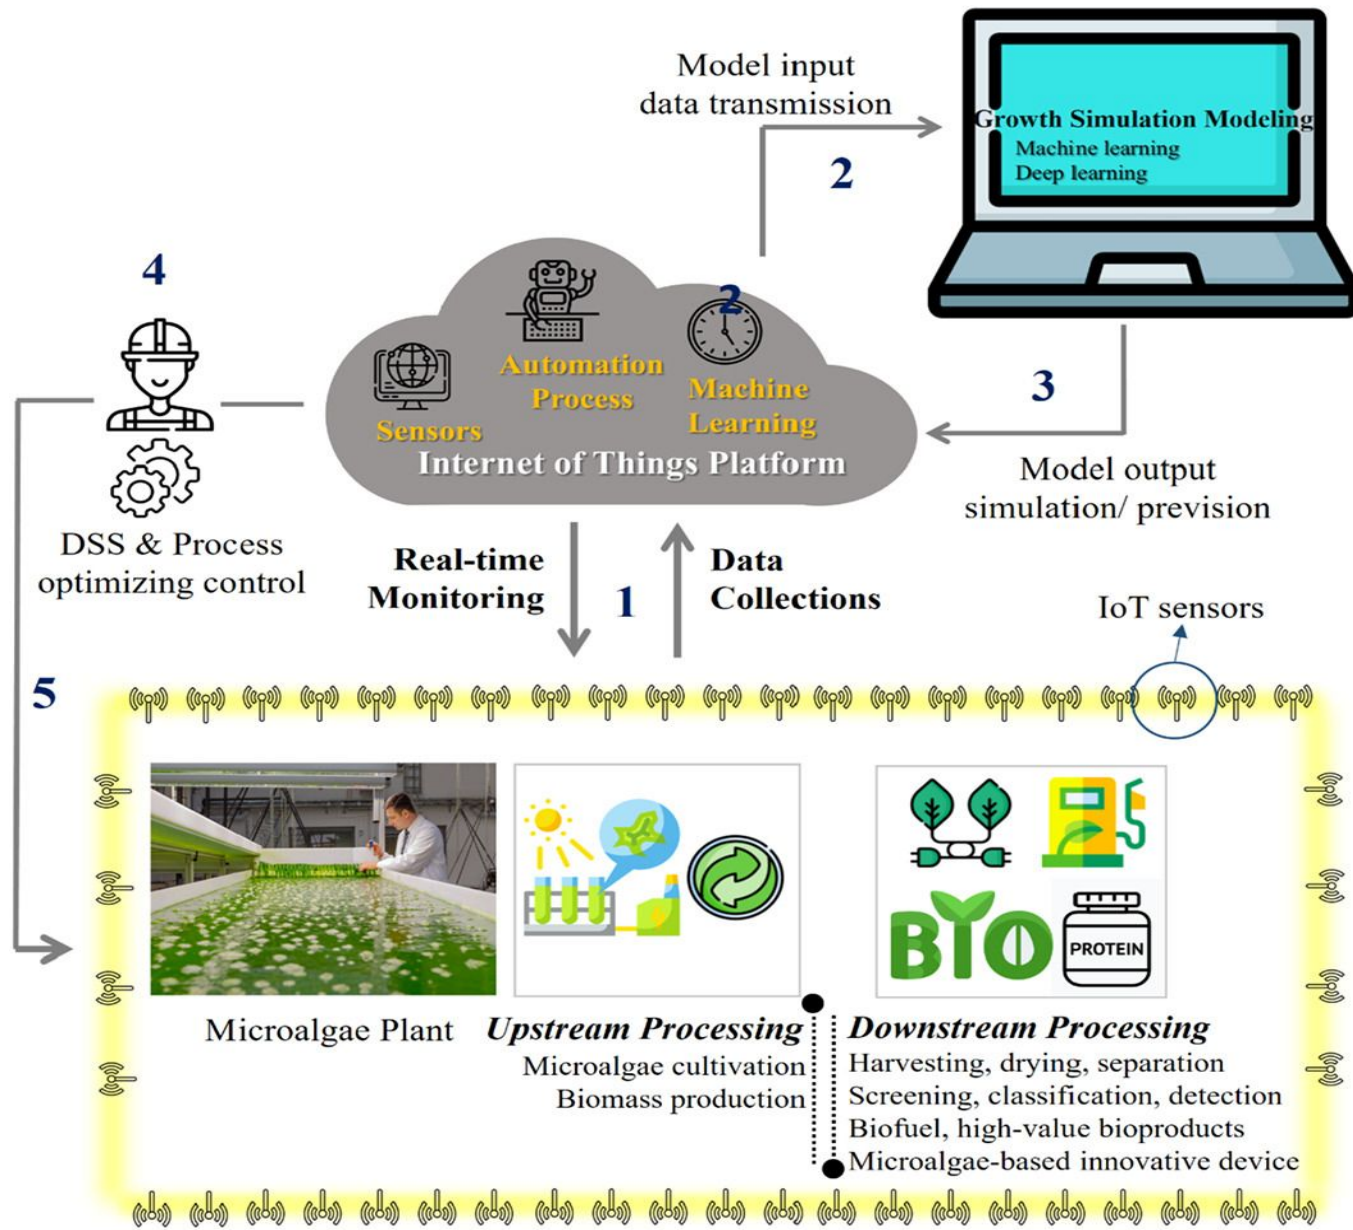 Model input
data transmission
2
Growth Simulation Modeling
Machine learning
Deep learning
4
2
Automation
Process
Machine
Learning
Sensors
Internet of Things Platform
3
Model output
simulation/ prevision
DSS & Process
optimizing control
Real-time
Monitoring
1
Data
Collections
IoT sensors
5
BIO
PROTEIN
Microalgae Plant
Upstream Processing
Microalgae cultivation
Biomass production
Downstream Processing
Harvesting, drying, separation
Screening, classification, detection
Biofuel, high-value bioproducts
Microalgae-based innovative device